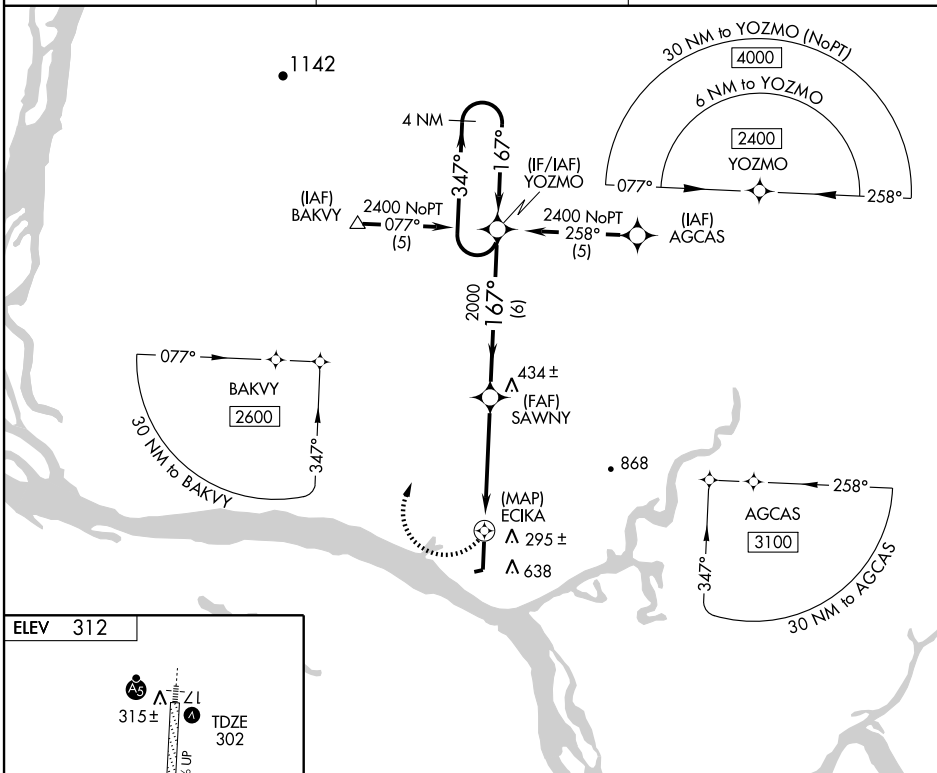 1142
30 NM to YOZMO (NoPT)
4000
6 NM to YOZMO
2400
YOZMO
077°
258°
4 NM
347°
167°
(IF/IAF)
YOZMO
(IAF)
BAKVY
2400 NoPT
077°
(5)
2400 NoPT
258°
(5)
(IAF)
AGCAS
2000
167°
(6)
077°
BAKVY
2600
347°
30 NM to BAKVY
434±
(FAF)
SAWNY
868
(MAP)
ECIKA
295±
638
258°
AGCAS
3100
347°
30 NM to AGCAS
ELEV 312
A5
17
315±
TDZE
302
UP